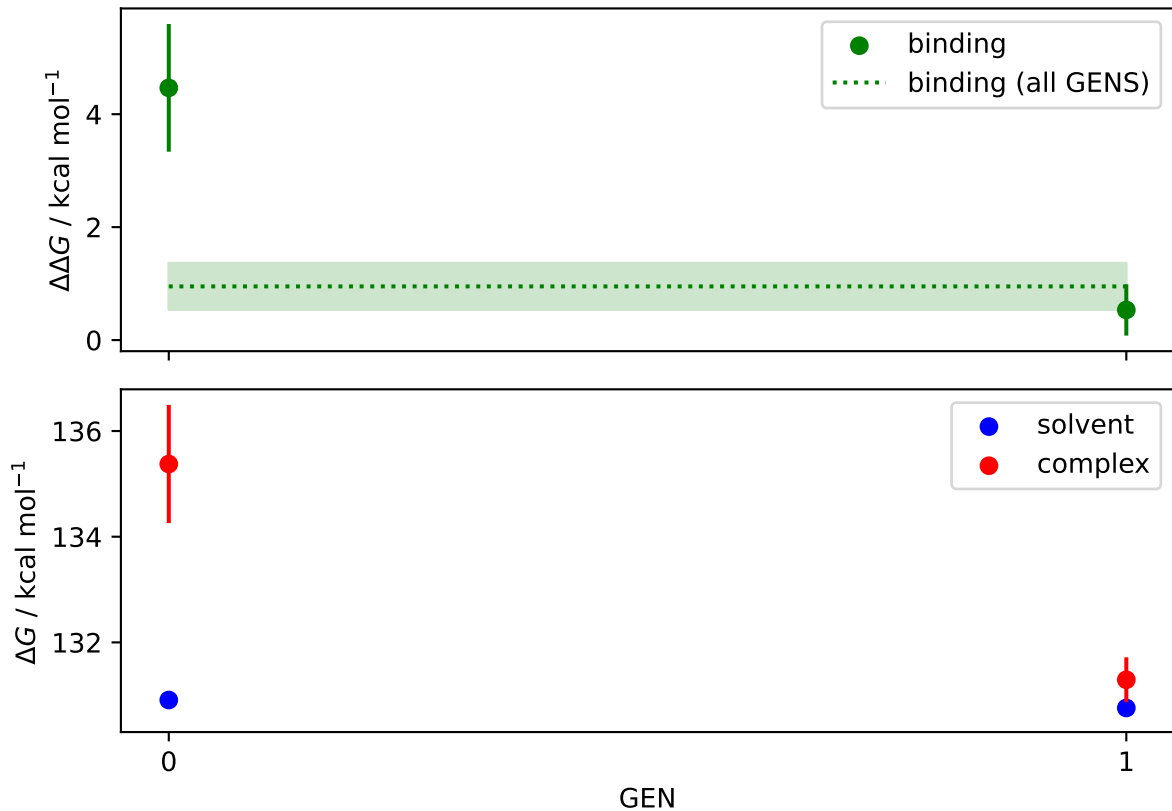 4
2
0
ΔΔG / kcal mol⁻¹
binding
binding (all GENS)
136
134
132
ΔG / kcal mol⁻¹
solvent
complex
0
1
GEN